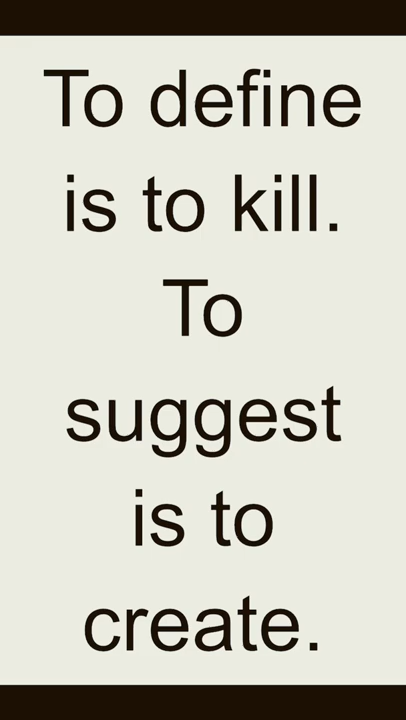 To define
is to kill.
To
suggest
is to
create.